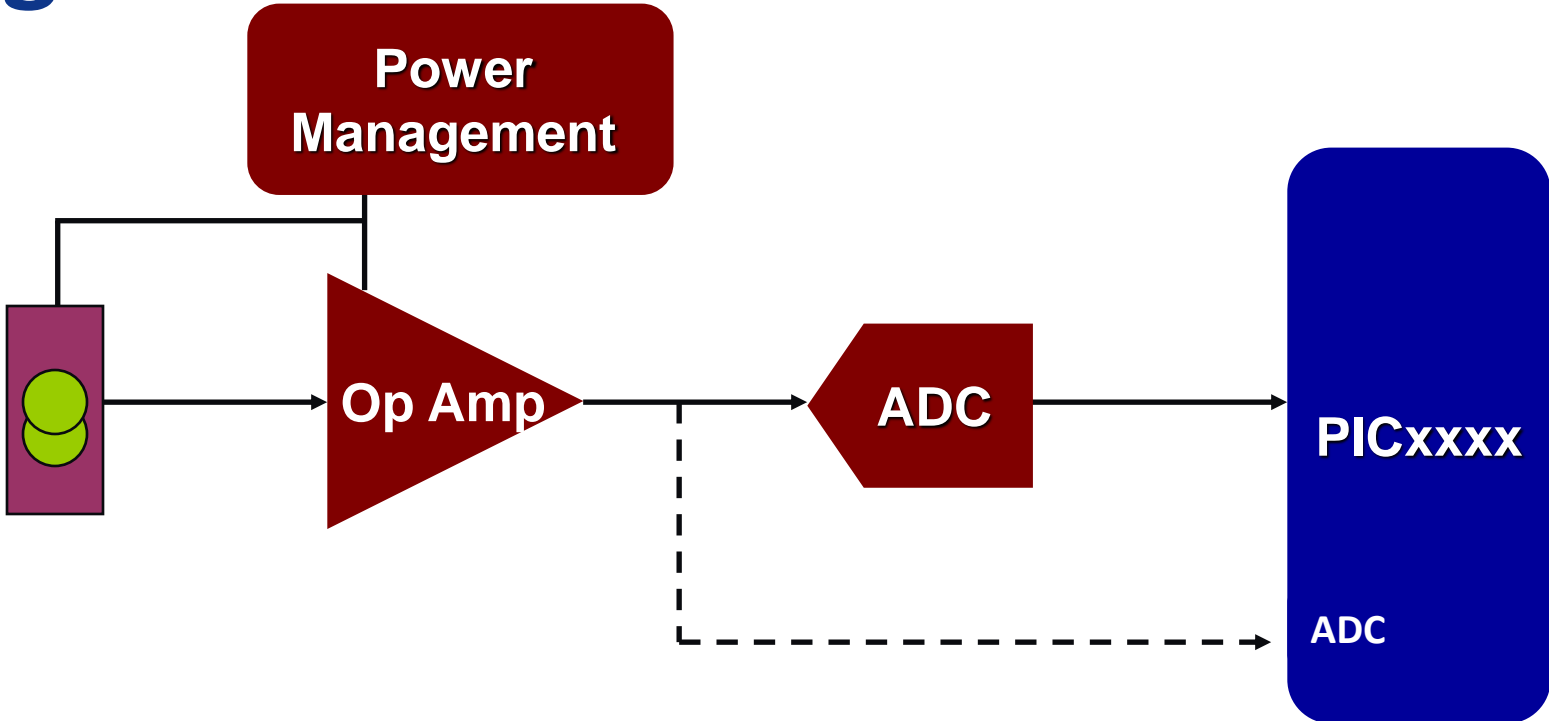 Power
Management
Op Amp
ADC
PICxxxx
ADC